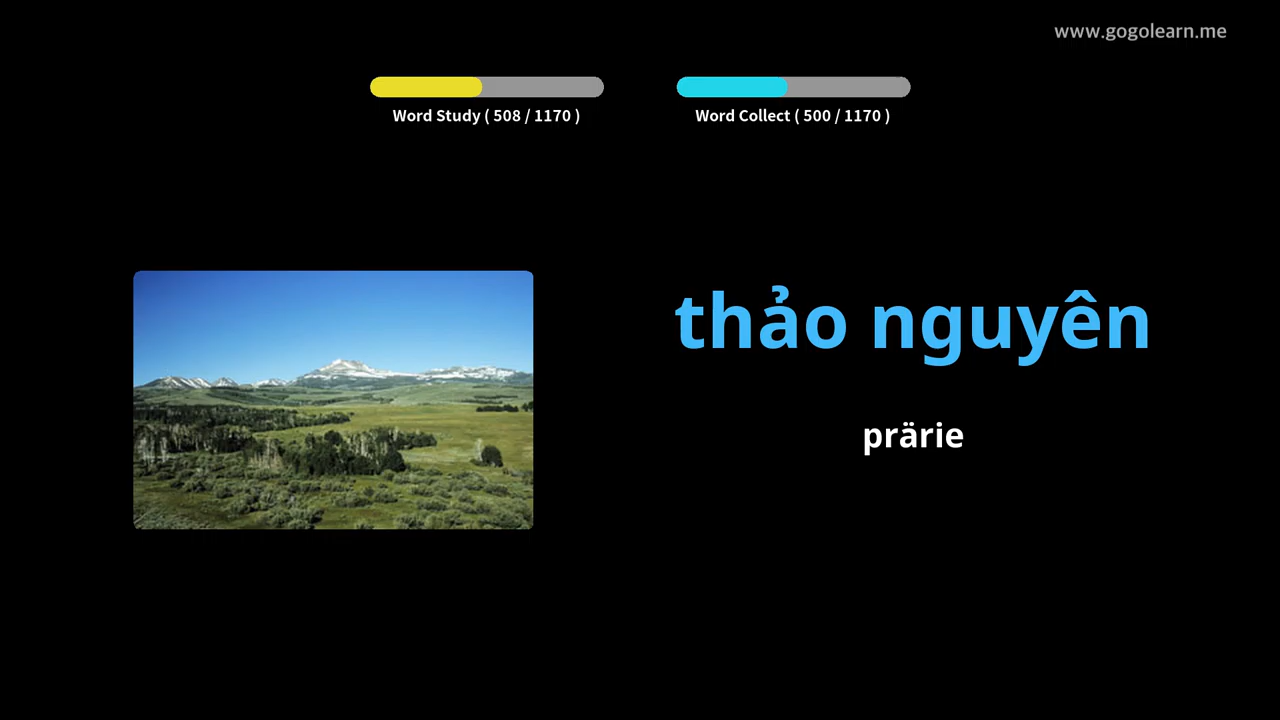 www.gogolearn.me
Word Study ( 508 / 1170 )
Word Collect ( 500 / 1170 )
thảo nguyên
prärie